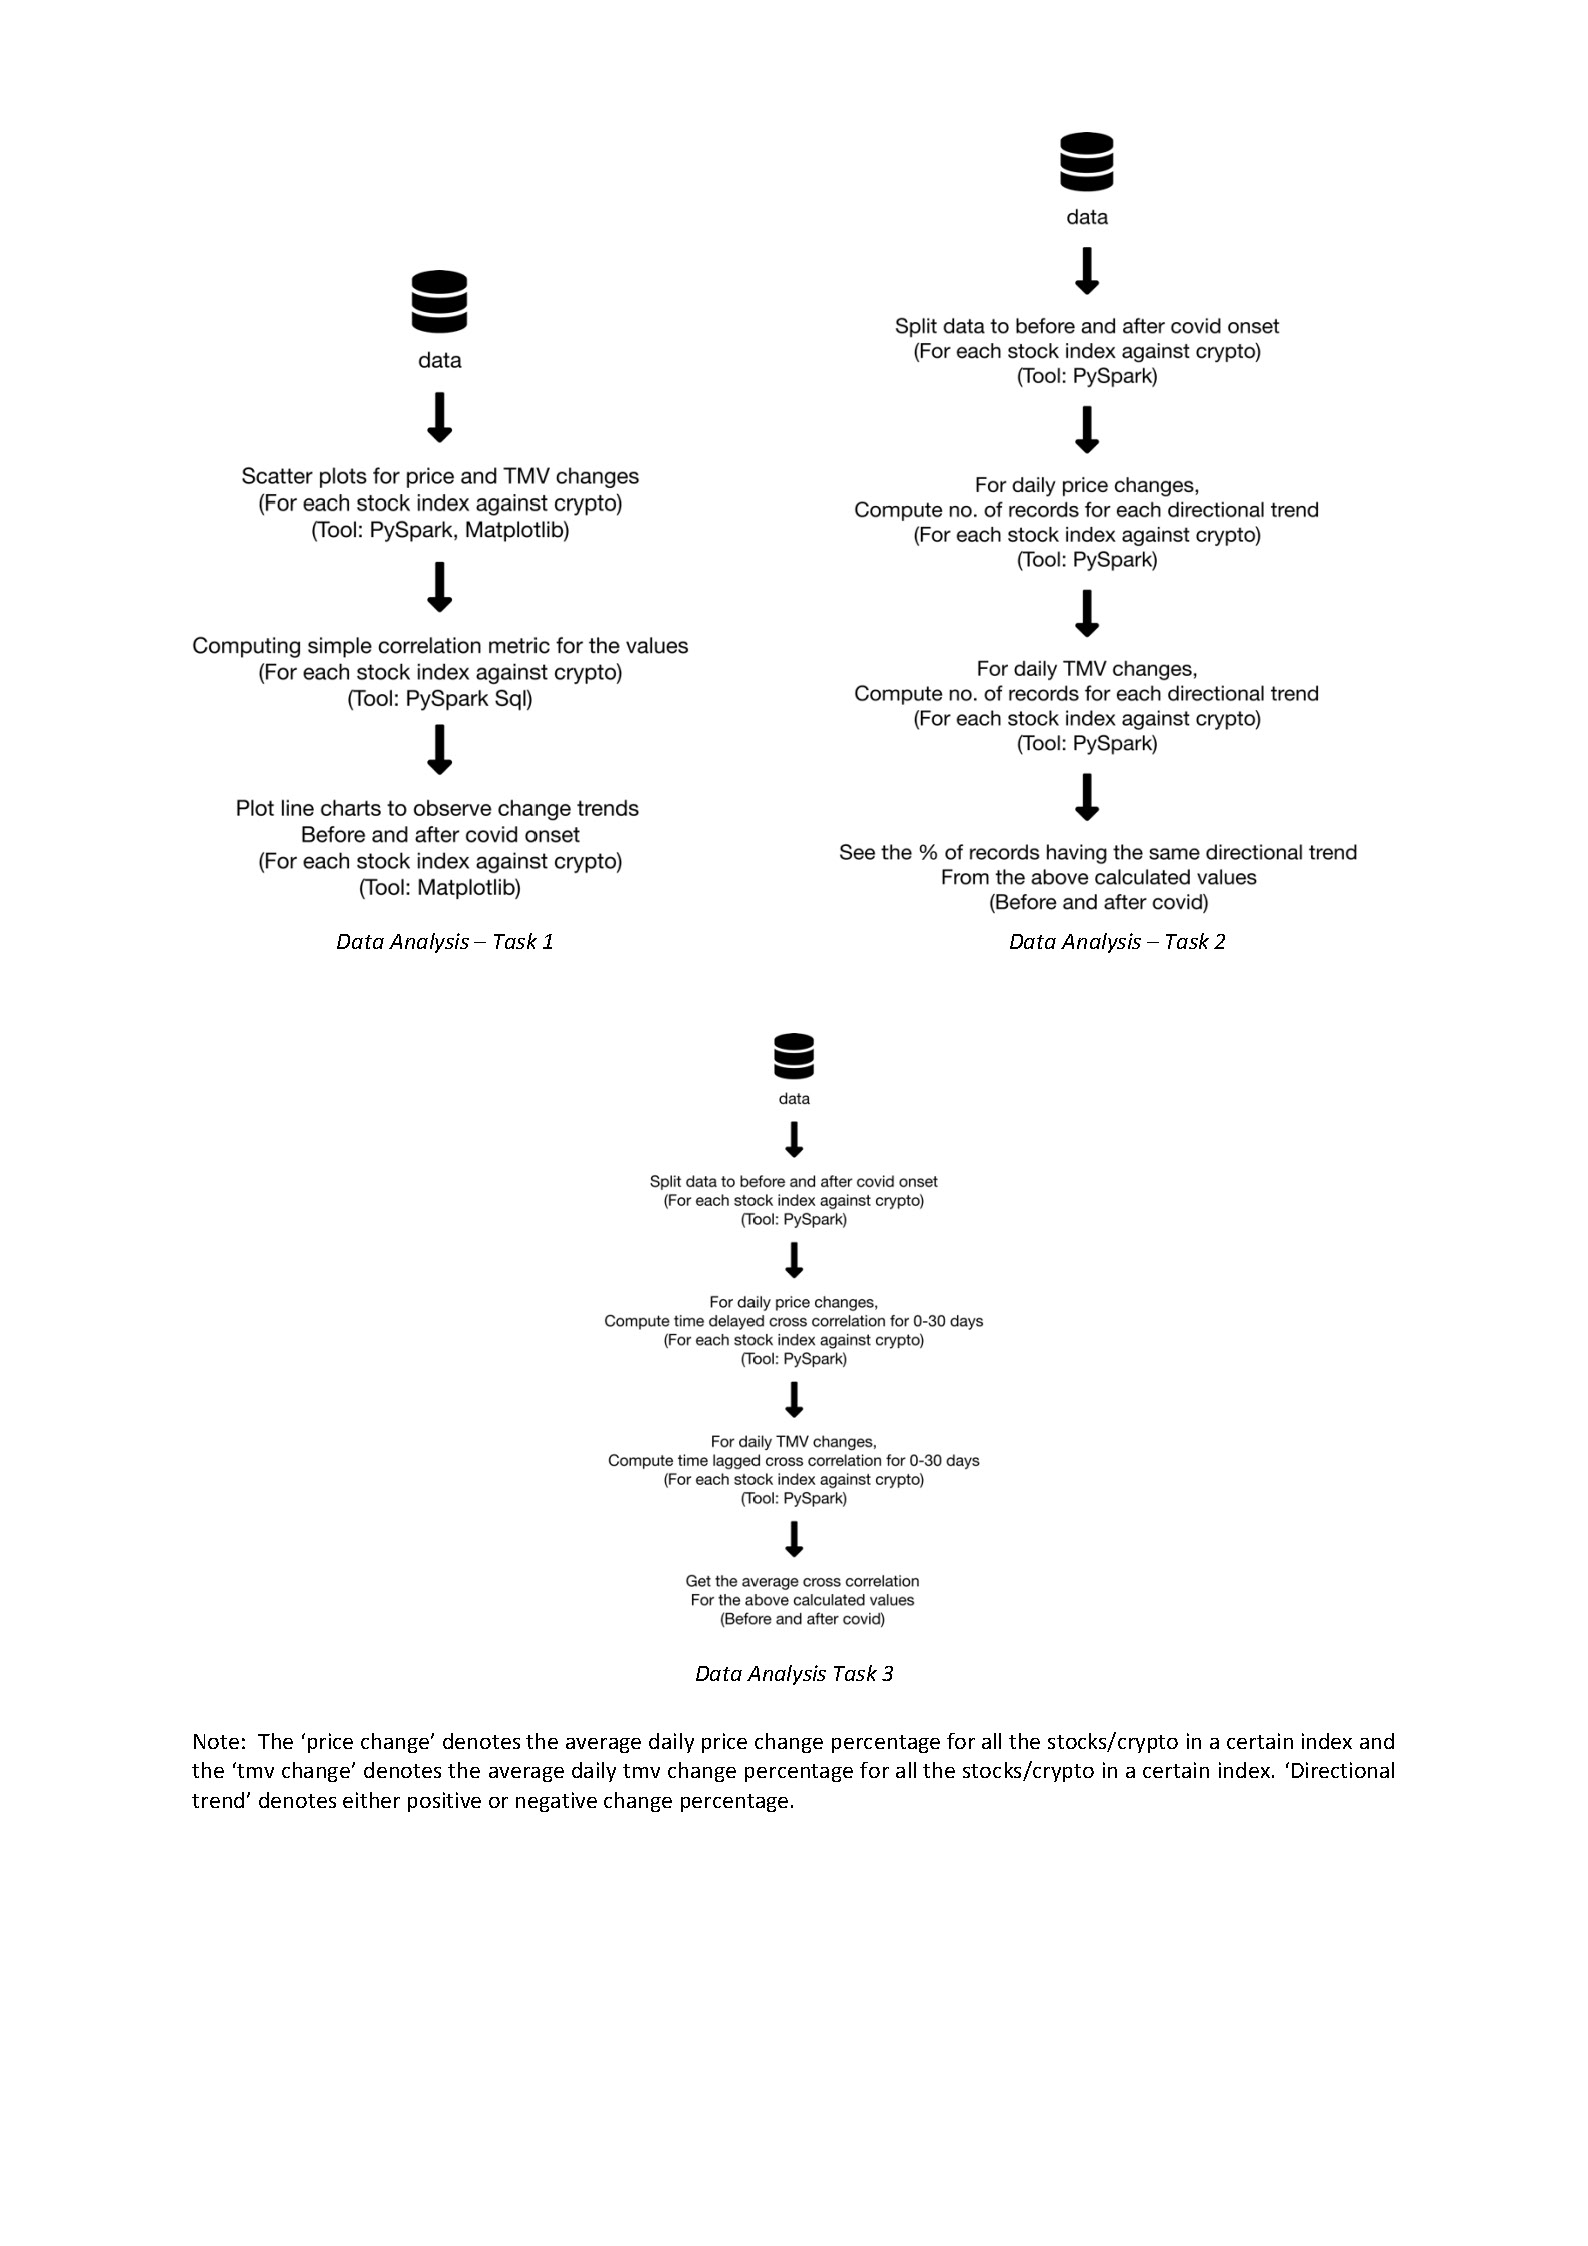 data
Scatter plots for price and TMV changes
(For each stock index against crypto)
(Tool: PySpark, Matplotlib)
Computing simple correlation metric for the values
(For each stock index against crypto)
(Tool: PySpark Sql)
Plot line charts to observe change trends
Before and after covid onset
(For each stock index against crypto)
(Tool: Matplotlib)
Data Analysis – Task 1
data
Split data to before and after covid onset
(For each stock index against crypto)
(Tool: PySpark)
For daily price changes,
Compute no. of records for each directional trend
(For each stock index against crypto)
(Tool: PySpark)
For daily TMV changes,
Compute no. of records for each directional trend
(For each stock index against crypto)
(Tool: PySpark)
See the % of records having the same directional trend
From the above calculated values
(Before and after covid)
Data Analysis – Task 2
data
Split data to before and after covid onset
(For each stock index against crypto)
(Tool: PySpark)
For daily price changes,
Compute time delayed cross correlation for 0-30 days
(For each stock index against crypto)
(Tool: PySpark)
For daily TMV changes,
Compute time lagged cross correlation for 0-30 days
(For each stock index against crypto)
(Tool: PySpark)
Get the average cross correlation
For the above calculated values
(Before and after covid)
Data Analysis Task 3
Note: The ‘price change’ denotes the average daily price change percentage for all the stocks/crypto in a certain index and
the ‘tmv change’ denotes the average daily tmv change percentage for all the stocks/crypto in a certain index. ‘Directional
trend’ denotes either positive or negative change percentage.